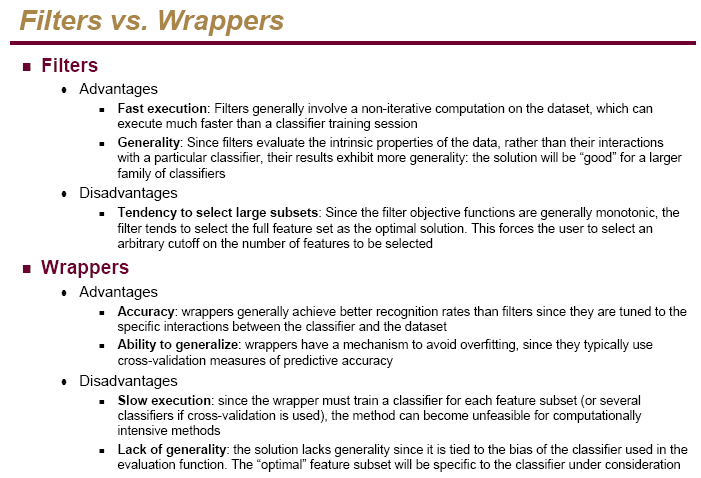 Filters vs. Wrappers
Filters
Advantages
Fast execution: Filters generally involve a non-iterative computation on the dataset, which can
execute much faster than a classifier training session
Generality: Since filters evaluate the intrinsic properties of the data, rather than their interactions
with a particular classifier, their results exhibit more generality: the solution will be “good” for a larger
family of classifiers
Disadvantages
Tendency to select large subsets: Since the filter objective functions are generally monotonic, the
filter tends to select the full feature set as the optimal solution. This forces the user to select an
arbitrary cutoff on the number of features to be selected
Wrappers
Advantages
Accuracy: wrappers generally achieve better recognition rates than filters since they are tuned to the
specific interactions between the classifier and the dataset
Ability to generalize: wrappers have a mechanism to avoid overfitting, since they typically use
cross-validation measures of predictive accuracy
Disadvantages
Slow execution: since the wrapper must train a classifier for each feature subset (or several
classifiers if cross-validation is used), the method can become unfeasible for computationally
intensive methods
Lack of generality: the solution lacks generality since it is tied to the bias of the classifier used in the
evaluation function. The “optimal” feature subset will be specific to the classifier under consideration